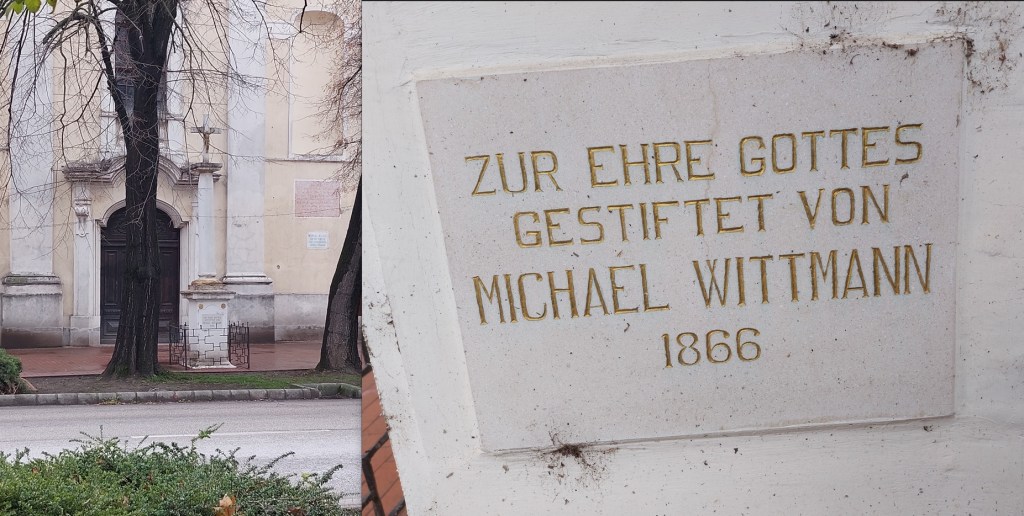 ZUR EHRE GOTTES
GESTIFTET VON
MICHAEL WITTMANN
1866